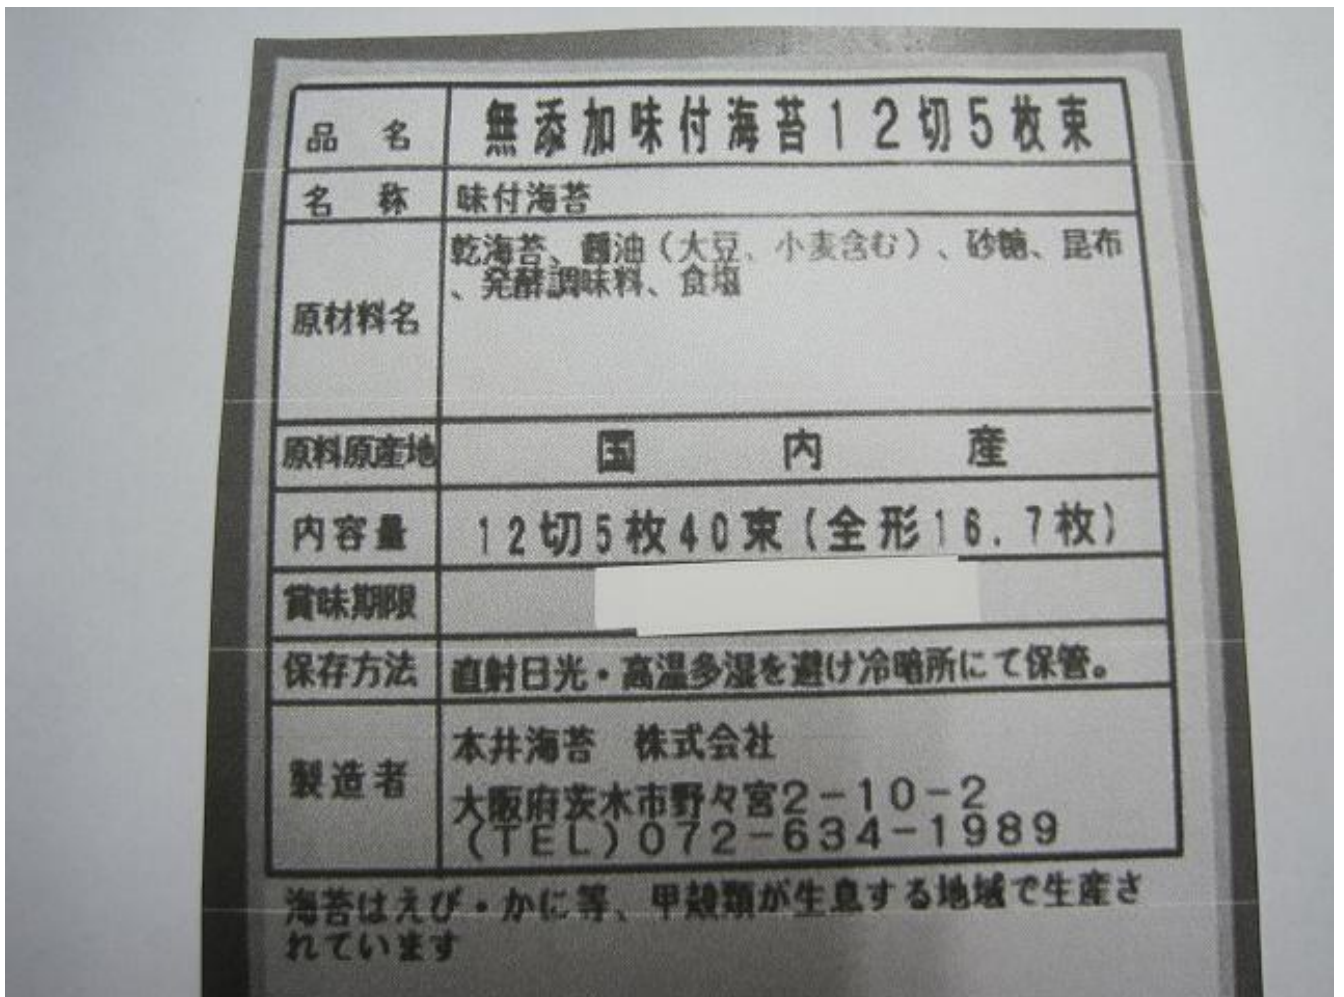 品名 無添加味付海苔12切5枚束
名称 味付海苔
原材料名 乾海苔、醤油(大豆、小麦含む)、砂糖、昆布
、発酵調味料、食塩
原料原産地 国内産
内容量 12切5枚40束(全形16.7枚)
賞味期限
保存方法 直射日光・高温多湿を避け冷暗所にて保管。
製造者 本井海苔 株式会社
大阪府茨木市野々宮2-10-2
(TEL)072-634-1989
海苔はえび・かに等、甲殻類が生息する地域で生産さ
れています